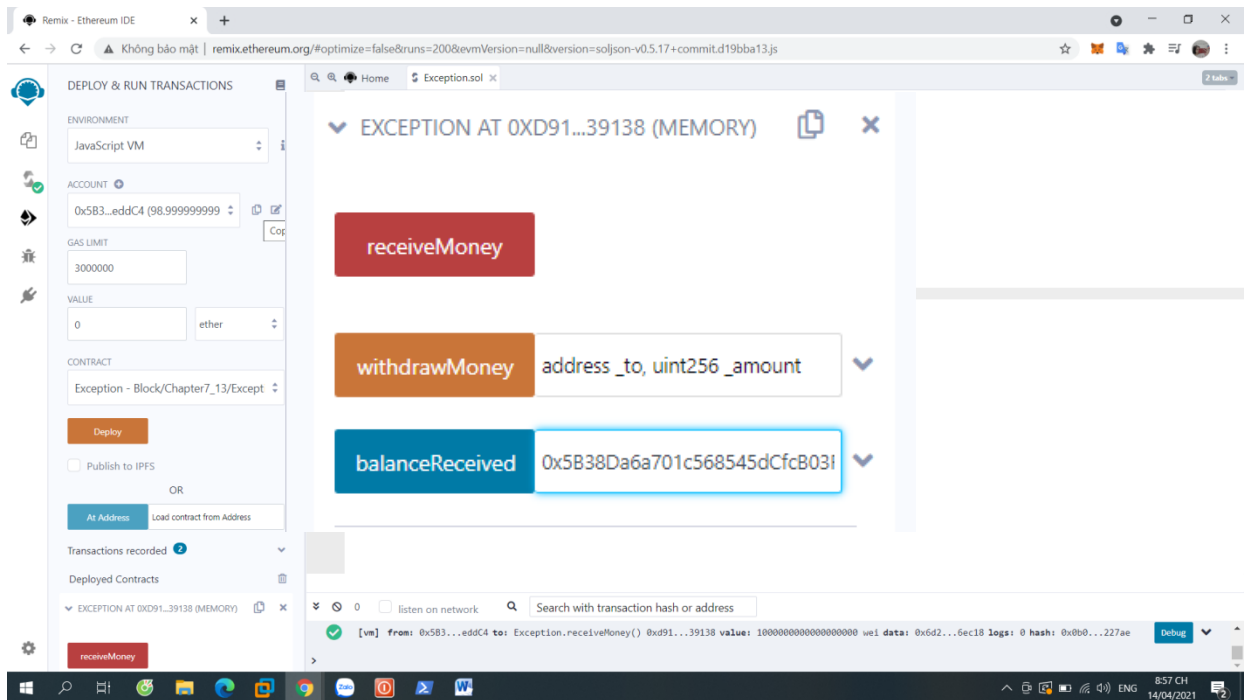 Remix - Ethereum IDE
Không bảo mật | remix.ethereum.org/#optimize=false&runs=200&evmVersion=null&version=soljson-v0.5.17+commit.d19bba13.js
DEPLOY & RUN TRANSACTIONS
Home
Exception.sol
2 tabs
ENVIRONMENT
JavaScript VM
ACCOUNT
0x5B3...eddC4 (98.999999999
Cop
GAS LIMIT
3000000
VALUE
0
ether
CONTRACT
Exception - Block/Chapter7_13/Except
Deploy
Publish to IPFS
OR
At Address
Load contract from Address
Transactions recorded 2
Deployed Contracts
EXCEPTION AT 0XD91...39138 (MEMORY)
receiveMoney
EXCEPTION AT 0XD91...39138 (MEMORY)
receiveMoney
withdrawMoney
address _to, uint256 _amount
balanceReceived
0x5B38Da6a701c568545dCfcB03
0
listen on network
Search with transaction hash or address
[vm] from: 0x5B3...eddC4 to: Exception.receiveMoney() 0xd91...39138 value: 1000000000000000000 wei data: 0x6d2...6ec18 logs: 0 hash: 0x0b0...227ae
Debug
>
Zalo
ENG
8:57 CH
14/04/2021
2